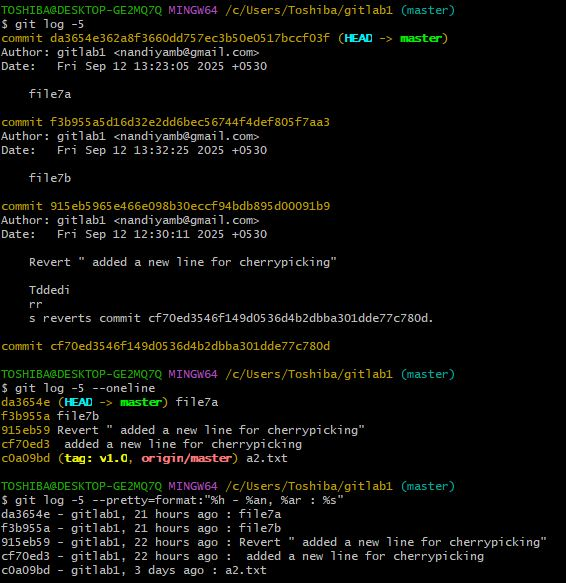 TOSHIBA@DESKTOP-GE2MQ7Q MINGW64 /c/Users/Toshiba/gitlab1 (master)
$ git log -5
commit da3654e362a8f3660dd757ec3b50e0517bccf03f (HEAD -> master)
Author: gitlab1 <nandiyamb@gmail.com>
Date:   Fri Sep 12 13:23:05 2025 +0530

    file7a

commit f3b955a5d16d32e2dd6bec56744f4def805f7aa3
Author: gitlab1 <nandiyamb@gmail.com>
Date:   Fri Sep 12 13:32:25 2025 +0530

    file7b

commit 915eb5965e466e098b30eccf94bdb895d00091b9
Author: gitlab1 <nandiyamb@gmail.com>
Date:   Fri Sep 12 12:30:11 2025 +0530

    Revert " added a new line for cherrypicking"

    Tddedi
    rr
    s reverts commit cf70ed3546f149d0536d4b2dbba301dde77c780d.

commit cf70ed3546f149d0536d4b2dbba301dde77c780d

TOSHIBA@DESKTOP-GE2MQ7Q MINGW64 /c/Users/Toshiba/gitlab1 (master)
$ git log -5 --oneline
da3654e (HEAD -> master) file7a
f3b955a file7b
915eb59 Revert " added a new line for cherrypicking"
cf70ed3  added a new line for cherrypicking
c0a09bd (tag: v1.0, origin/master) a2.txt

TOSHIBA@DESKTOP-GE2MQ7Q MINGW64 /c/Users/Toshiba/gitlab1 (master)
$ git log -5 --pretty=format:"%h - %an, %ar : %s"
da3654e - gitlab1, 21 hours ago : file7a
f3b955a - gitlab1, 21 hours ago : file7b
915eb59 - gitlab1, 22 hours ago : Revert " added a new line for cherrypicking"
cf70ed3 - gitlab1, 22 hours ago :  added a new line for cherrypicking
c0a09bd - gitlab1, 3 days ago : a2.txt